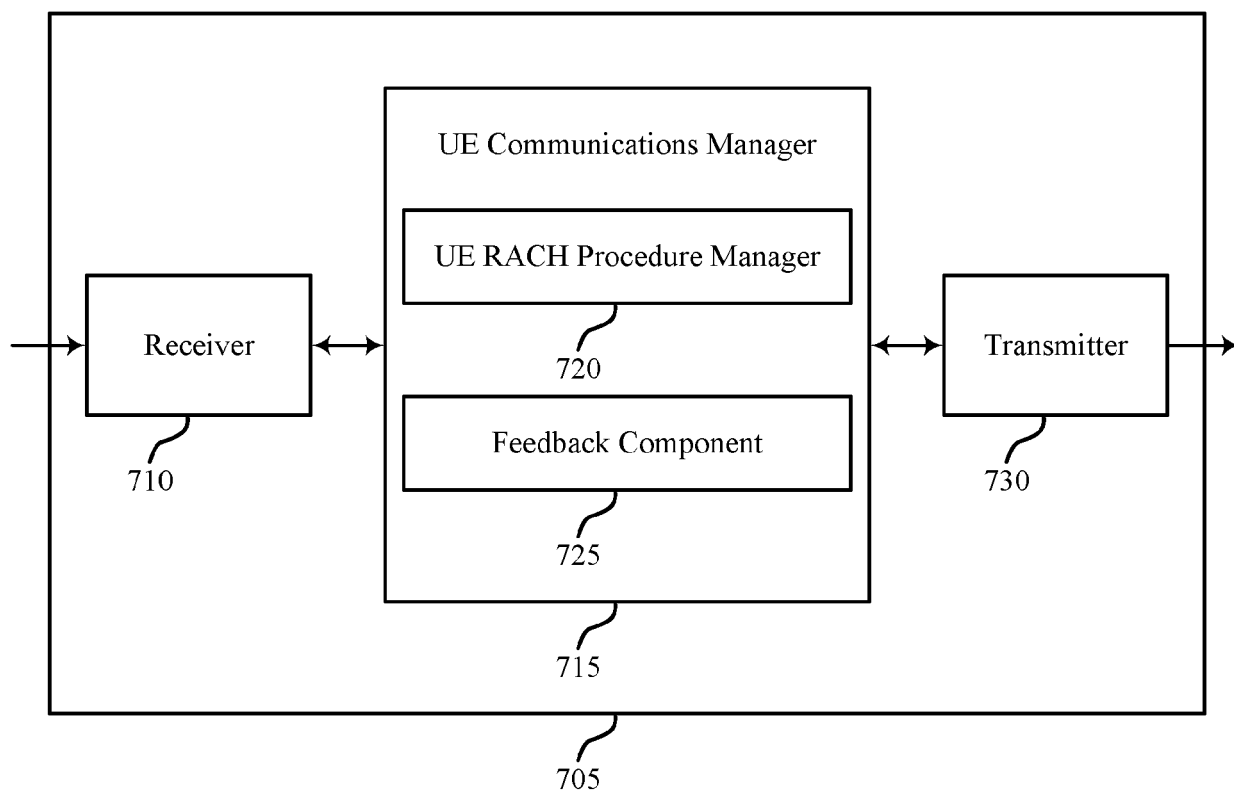 UE Communications Manager
UE RACH Procedure Manager
720
Receiver
710
Transmitter
730
Feedback Component
725
715
705